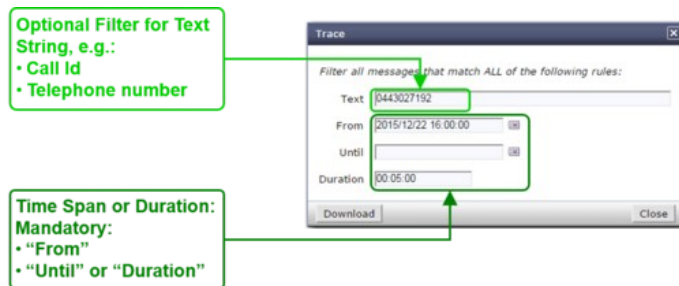 Optional Filter for Text
String, e.g.:
• Call Id
• Telephone number
Trace
Filter all messages that match ALL of the following rules:
Text 0443027192
From 2015/12/22 16:00:00
Until
Duration 00:05:00
Download Close
Time Span or Duration:
Mandatory:
• “From”
• “Until” or “Duration”